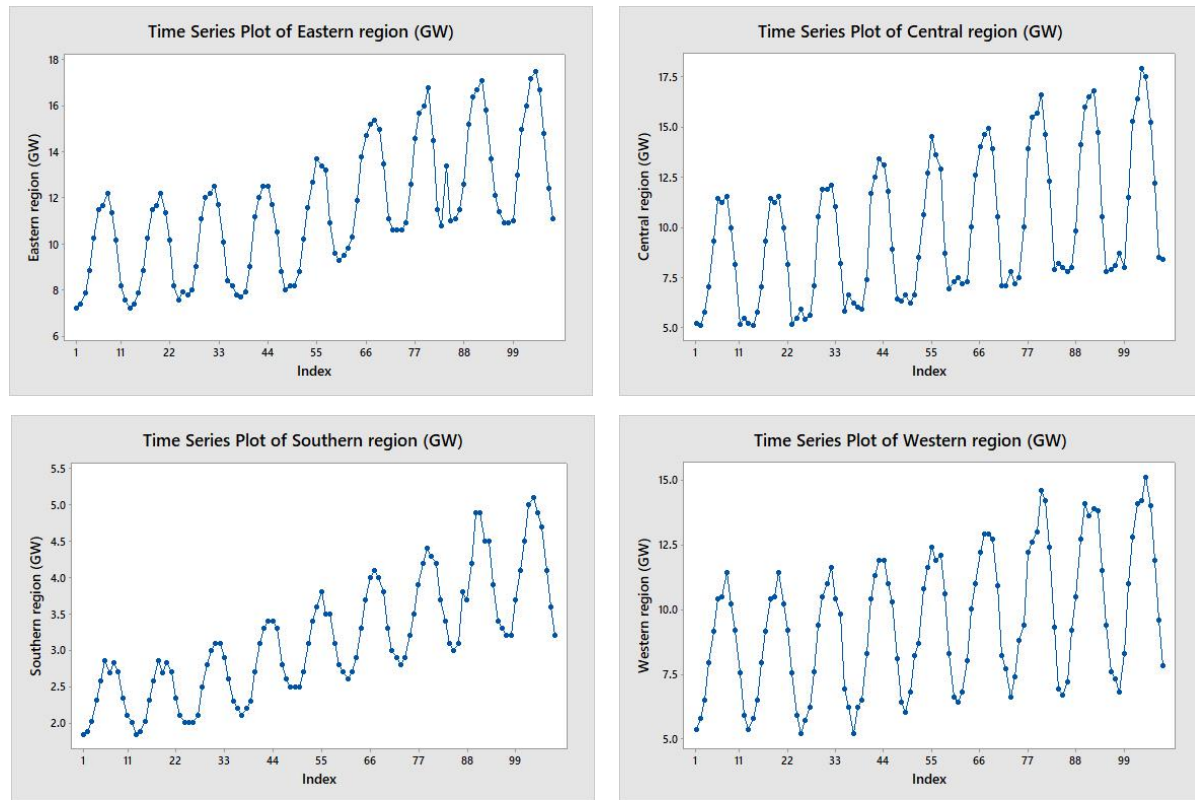 Time Series Plot of Eastern region (GW)
Eastern region (GW)
18
16
14
12
10
8
6
1 11 22 33 44 55 66 77 88 99
Index
Time Series Plot of Central region (GW)
Central region (GW)
17.5
15.0
12.5
10.0
7.5
5.0
1 11 22 33 44 55 66 77 88 99
Index
Time Series Plot of Southern region (GW)
Southern region (GW)
5.5
5.0
4.5
4.0
3.5
3.0
2.5
2.0
1 11 22 33 44 55 66 77 88 99
Index
Time Series Plot of Western region (GW)
Western region (GW)
15.0
12.5
10.0
7.5
5.0
1 11 22 33 44 55 66 77 88 99
Index